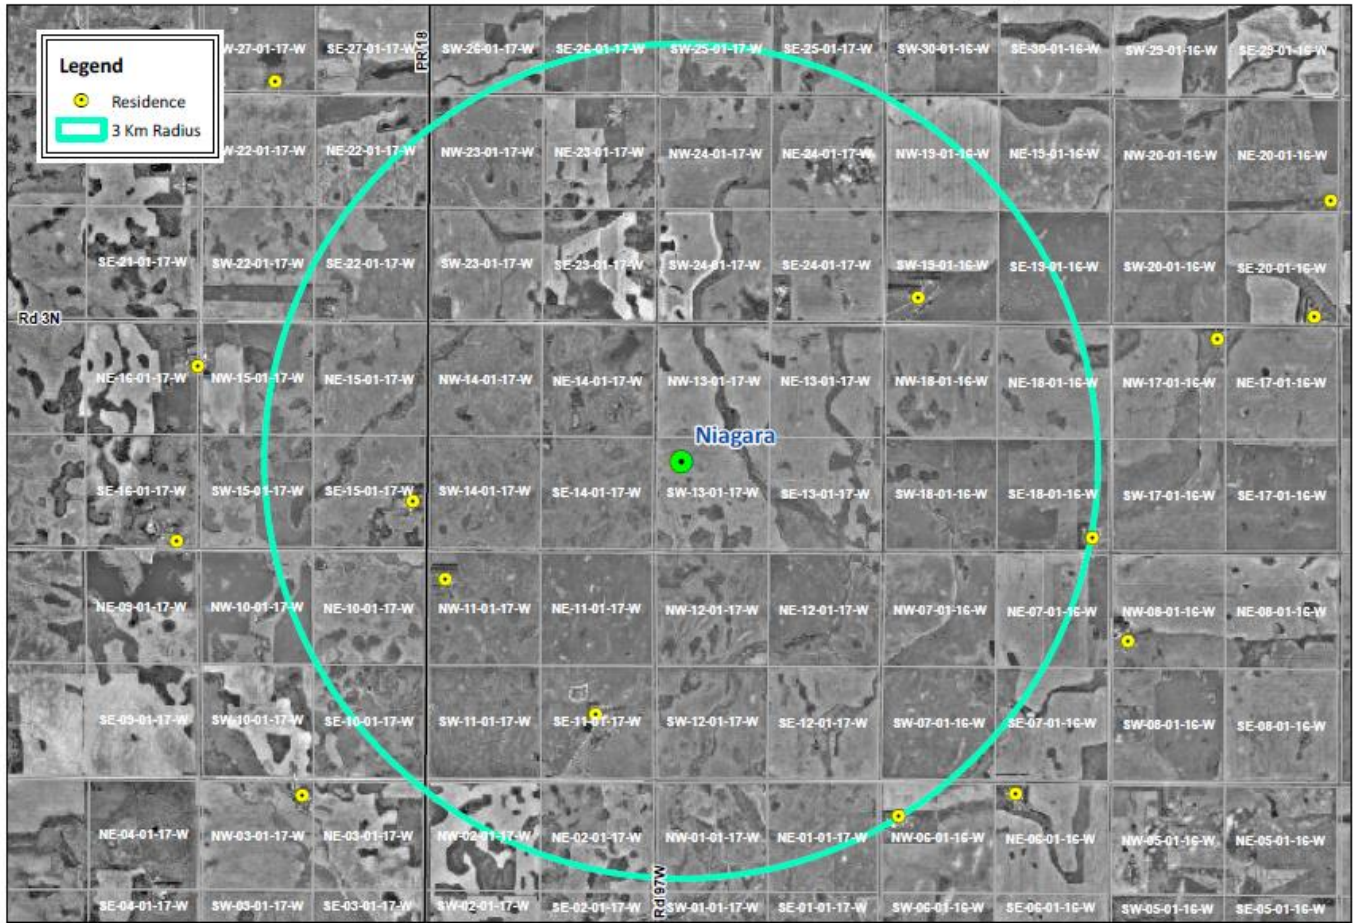 W-27-01-17-W SE-27-01-17-W PR 18 SW-26-01-17-W SE-26-01-17-W SW-25-01-17-W SE-25-01-17-W SW-30-01-16-W SE-30-01-16-W SW-29-01-16-W SE-29-01-16-W
Legend
Residence
3 Km Radius
W-22-01-17-W NE-22-01-17-W NW-23-01-17-W NE-23-01-17-W NW-24-01-17-W NE-24-01-17-W NW-19-01-16-W NE-19-01-16-W NW-20-01-16-W NE-20-01-16-W
SE-21-01-17-W SW-22-01-17-W SE-22-01-17-W SW-23-01-17-W SE-23-01-17-W SW-24-01-17-W SE-24-01-17-W SW-19-01-16-W SE-19-01-16-W SW-20-01-16-W SE-20-01-16-W
Rd 3N
NE-16-01-17-W NW-15-01-17-W NE-15-01-17-W NW-14-01-17-W NE-14-01-17-W NW-13-01-17-W NE-13-01-17-W NW-18-01-16-W NE-18-01-16-W NW-17-01-16-W NE-17-01-16-W
Niagara
SE-16-01-17-W SW-15-01-17-W SE-15-01-17-W SW-14-01-17-W SE-14-01-17-W SW-13-01-17-W SE-13-01-17-W SW-18-01-16-W SE-18-01-16-W SW-17-01-16-W SE-17-01-16-W
NE-09-01-17-W NW-10-01-17-W NE-10-01-17-W NW-11-01-17-W NE-11-01-17-W NW-12-01-17-W NE-12-01-17-W NW-07-01-16-W NE-07-01-16-W NW-08-01-16-W NE-08-01-16-W
SE-09-01-17-W SW-10-01-17-W SE-10-01-17-W SW-11-01-17-W SE-11-01-17-W SW-12-01-17-W SE-12-01-17-W SW-07-01-16-W SE-07-01-16-W SW-08-01-16-W SE-08-01-16-W
NE-04-01-17-W NW-03-01-17-W NE-03-01-17-W NW-02-01-17-W NE-02-01-17-W NW-01-01-17-W NE-01-01-17-W NW-06-01-16-W NE-06-01-16-W NW-05-01-16-W NE-05-01-16-W
Rd 97W
SE-04-01-17-W SW-03-01-17-W SE-03-01-17-W SW-02-01-17-W SE-02-01-17-W SW-01-01-17-W SE-01-01-17-W SW-06-01-16-W SE-06-01-16-W SW-05-01-16-W SE-05-01-16-W